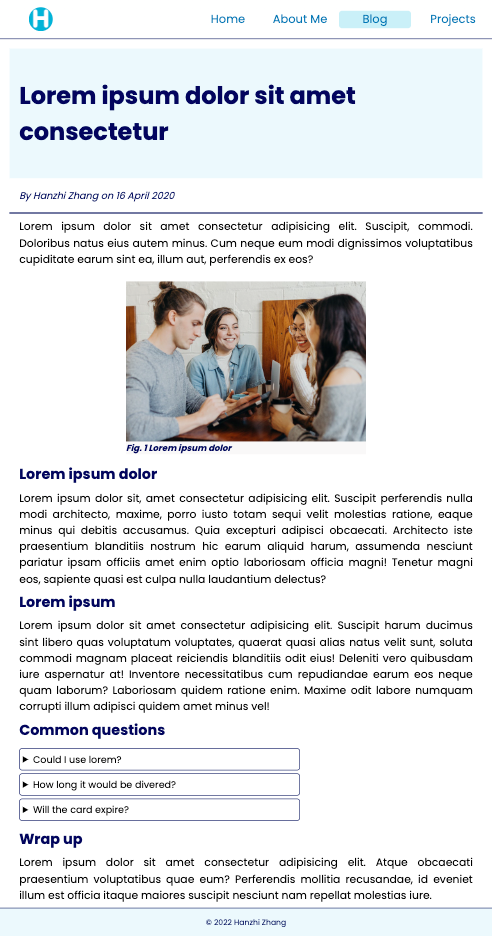 H
Home About Me Blog Projects
Lorem ipsum dolor sit amet
consectetur
By Hanzhi Zhang on 16 April 2020
Lorem ipsum dolor sit amet consectetur adipisicing elit. Suscipit, commodi.
Doloribus natus eius autem minus. Cum neque eum modi dignissimos voluptatibus
cupiditate earum sint ea, illum aut, perferendis ex eos?
Fig. 1 Lorem ipsum dolor
Lorem ipsum dolor
Lorem ipsum dolor sit, amet consectetur adipisicing elit. Suscipit perferendis nulla
modi architecto, maxime, porro iusto totam sequi velit molestias ratione, eaque
minus qui debitis accusamus. Quia excepturi adipisci obcaecati. Architecto iste
praesentium blanditiis nostrum hic earum aliquid harum, assumenda nesciunt
pariatur ipsam officiis amet enim optio laboriosam officia magni! Tenetur magni
eos, sapiente quasi est culpa nulla laudantium delectus?
Lorem ipsum
Lorem ipsum dolor sit amet consectetur adipisicing elit. Suscipit harum ducimus
sint libero quas voluptatum voluptates, quaerat quasi alias natus velit sunt, soluta
commodi magnam placeat reiciendis blanditiis odit eius! Deleniti vero quibusdam
iure aspernatur at! Inventore necessitatibus cum repudiandae earum eos neque
quam laborum? Laboriosam quidem ratione enim. Maxime odit labore numquam
corrupti illum adipisci quidem amet minus vel!
Common questions
Could I use lorem?
How long it would be divered?
Will the card expire?
Wrap up
Lorem ipsum dolor sit amet consectetur adipisicing elit. Atque obcaecati
praesentium voluptatibus quae eum? Perferendis mollitia recusandae, id eveniet
illum est officia itaque maiores suscipit nesciunt nam repellat molestias iure.
© 2022 Hanzhi Zhang